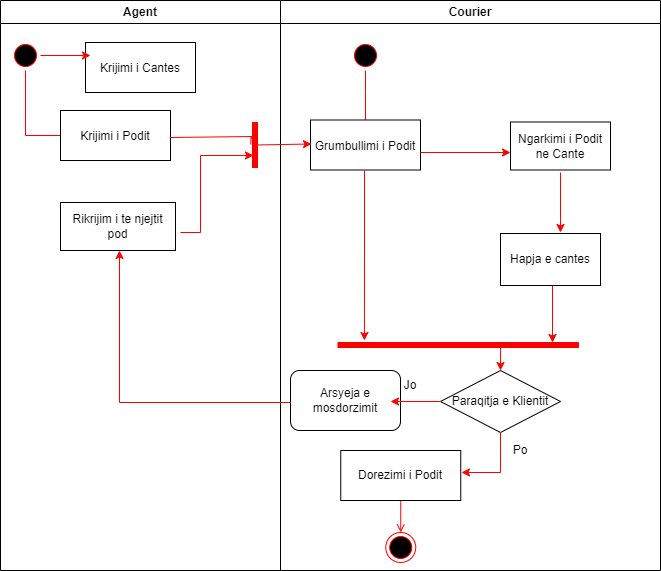 Agent
Courier
Krijimi i Cantes
Krijimi i Podit
Grumbullimi i Podit
Ngarkimi i Podit
ne Cante
Rikrijim i te njejtit
pod
Hapja e cantes
Arsyeja e
mosdorzimit
Jo
Paraqitja e Klientit
Po
Dorezimi i Podit